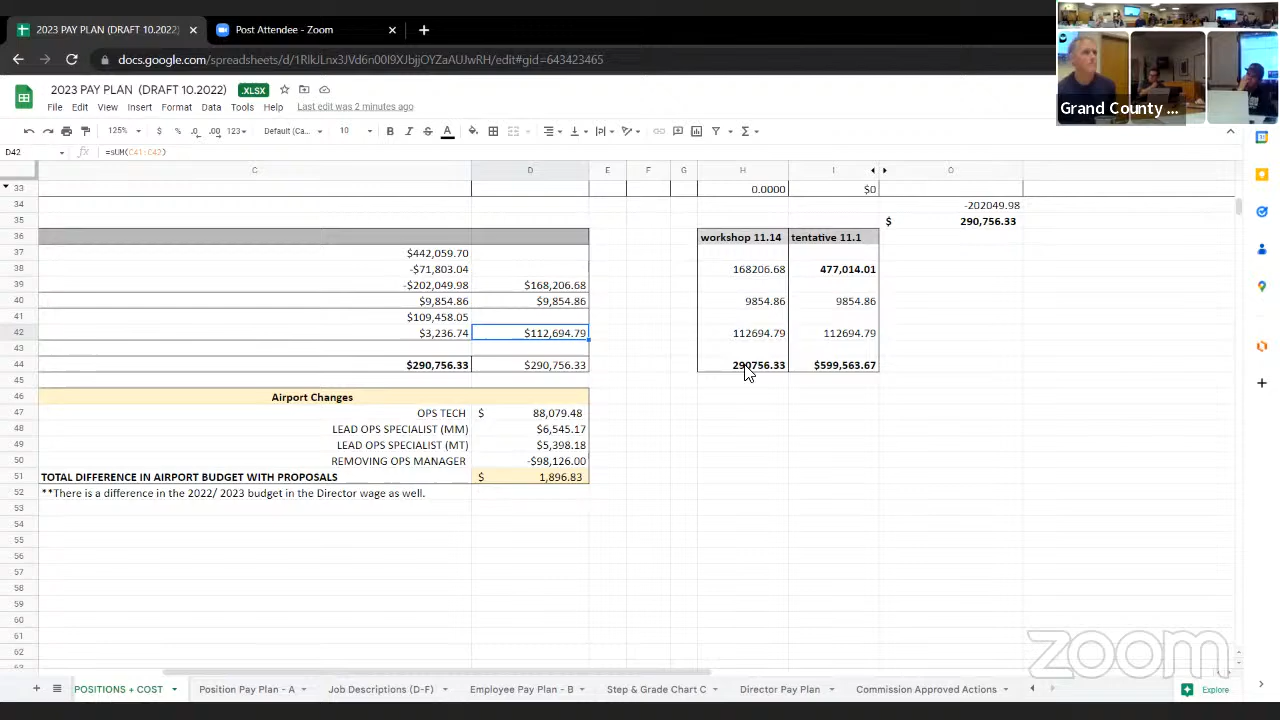 2023 PAY PLAN (DRAFT 10.2022)
Post Attendee - Zoom
docs.google.com/spreadsheets/d/1RlkJLnx3JVd6n00I9XJbjjOYZaAUJwRH/edit#gid=643423465
2023 PAY PLAN (DRAFT 10.2022) .XLSX
File Edit View Insert Format Data Tools Help Last edit was 2 minutes ago
125% $ % .0 .00 123 Default (Ca... 10
D42 fx =sUM(C41:C42)
C D E F G H I O
33 0.0000 $0
34 -202049.98
35 $ 290,756.33
36 workshop 11.14 tentative 11.1
37 $442,059.70
38 -$71,803.04 168206.68 477,014.01
39 -$202,049.98 $168,206.68
40 $9,854.86 $9,854.86 9854.86 9854.86
41 $109,458.05
42 $3,236.74 $112,694.79 112694.79 112694.79
43
44 $290,756.33 $290,756.33 290756.33 $599,563.67
45
46 Airport Changes
47 OPS TECH $ 88,079.48
48 LEAD OPS SPECIALIST (MM) $6,545.17
49 LEAD OPS SPECIALIST (MT) $5,398.18
50 REMOVING OPS MANAGER -$98,126.00
51 TOTAL DIFFERENCE IN AIRPORT BUDGET WITH PROPOSALS $ 1,896.83
52 **There is a difference in the 2022/ 2023 budget in the Director wage as well.
53
54
55
56
57
58
59
60
61
62
63
POSITIONS + COST Position Pay Plan - A Job Descriptions (D-F) Employee Pay Plan - B Step & Grade Chart C Director Pay Plan Commission Approved Actions Explore
Grand County ...
zoom